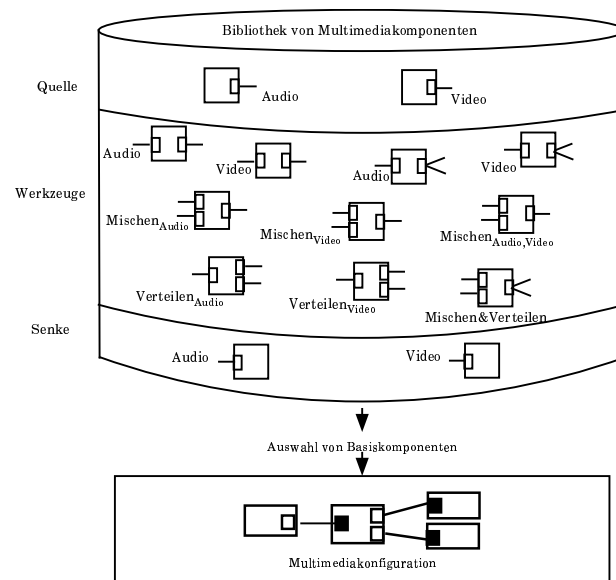 Bibliothek von Multimediakomponenten
Quelle
Audio
Video
Audio
Video
Audio
Video
Werkzeuge
Mischen Audio
Mischen Video
Mischen Audio,Video
Verteilen Audio
Verteilen Video
Mischen&Verteilen
Senke
Audio
Video
Auswahl von Basiskomponenten
Multimediakonfiguration